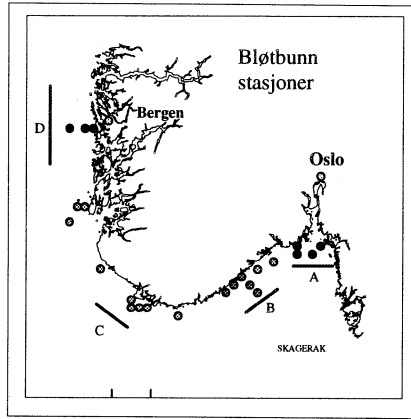 Bløtbunn
stasjoner
Bergen
D
Oslo
A
B
C
SKAGERAK